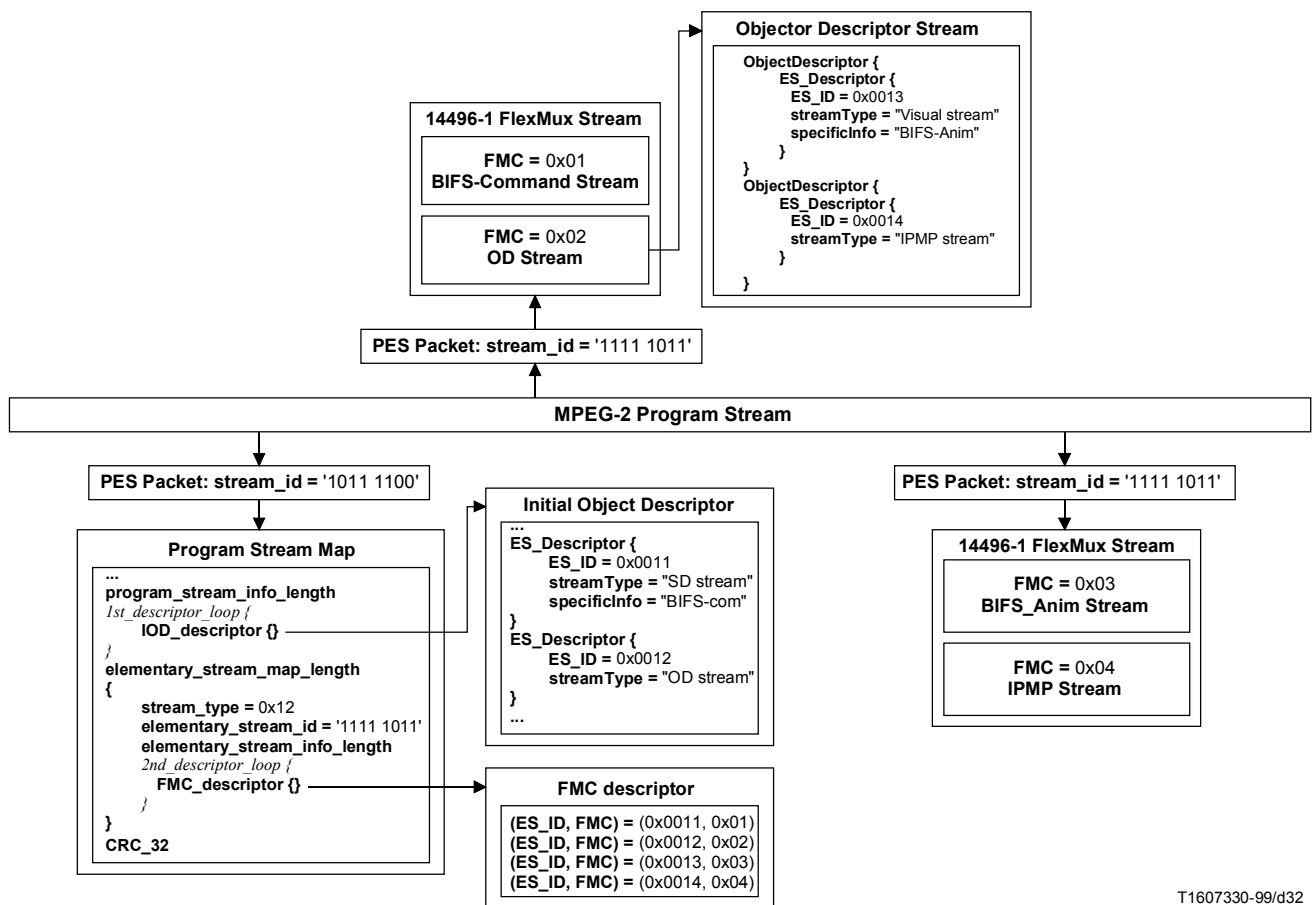 Objector Descriptor Stream
ObjectDescriptor {
ES_Descriptor {
ES_ID = 0x0013
streamType = "Visual stream"
specificInfo = "BIFS-Anim"
}
}
ObjectDescriptor {
ES_Descriptor {
ES_ID = 0x0014
streamType = "IPMP stream"
}
}
14496-1 FlexMux Stream
FMC = 0x01
BIFS-Command Stream
FMC = 0x02
OD Stream
PES Packet: stream_id = '1111 1011'
MPEG-2 Program Stream
PES Packet: stream_id = '1011 1100'
Program Stream Map
...
program_stream_info_length
1st_descriptor_loop {
IOD_descriptor {}
}
elementary_stream_map_length
{
stream_type = 0x12
elementary_stream_id = '1111 1011'
elementary_stream_info_length
2nd_descriptor_loop {
FMC_descriptor {}
}
}
CRC_32
Initial Object Descriptor
...
ES_Descriptor {
ES_ID = 0x0011
streamType = "SD stream"
specificInfo = "BIFS-com"
}
ES_Descriptor {
ES_ID = 0x0012
streamType = "OD stream"
}
...
FMC descriptor
(ES_ID, FMC) = (0x0011, 0x01)
(ES_ID, FMC) = (0x0012, 0x02)
(ES_ID, FMC) = (0x0013, 0x03)
(ES_ID, FMC) = (0x0014, 0x04)
PES Packet: stream_id = '1111 1011'
14496-1 FlexMux Stream
FMC = 0x03
BIFS_Anim Stream
FMC = 0x04
IPMP Stream
T1607330-99/d32